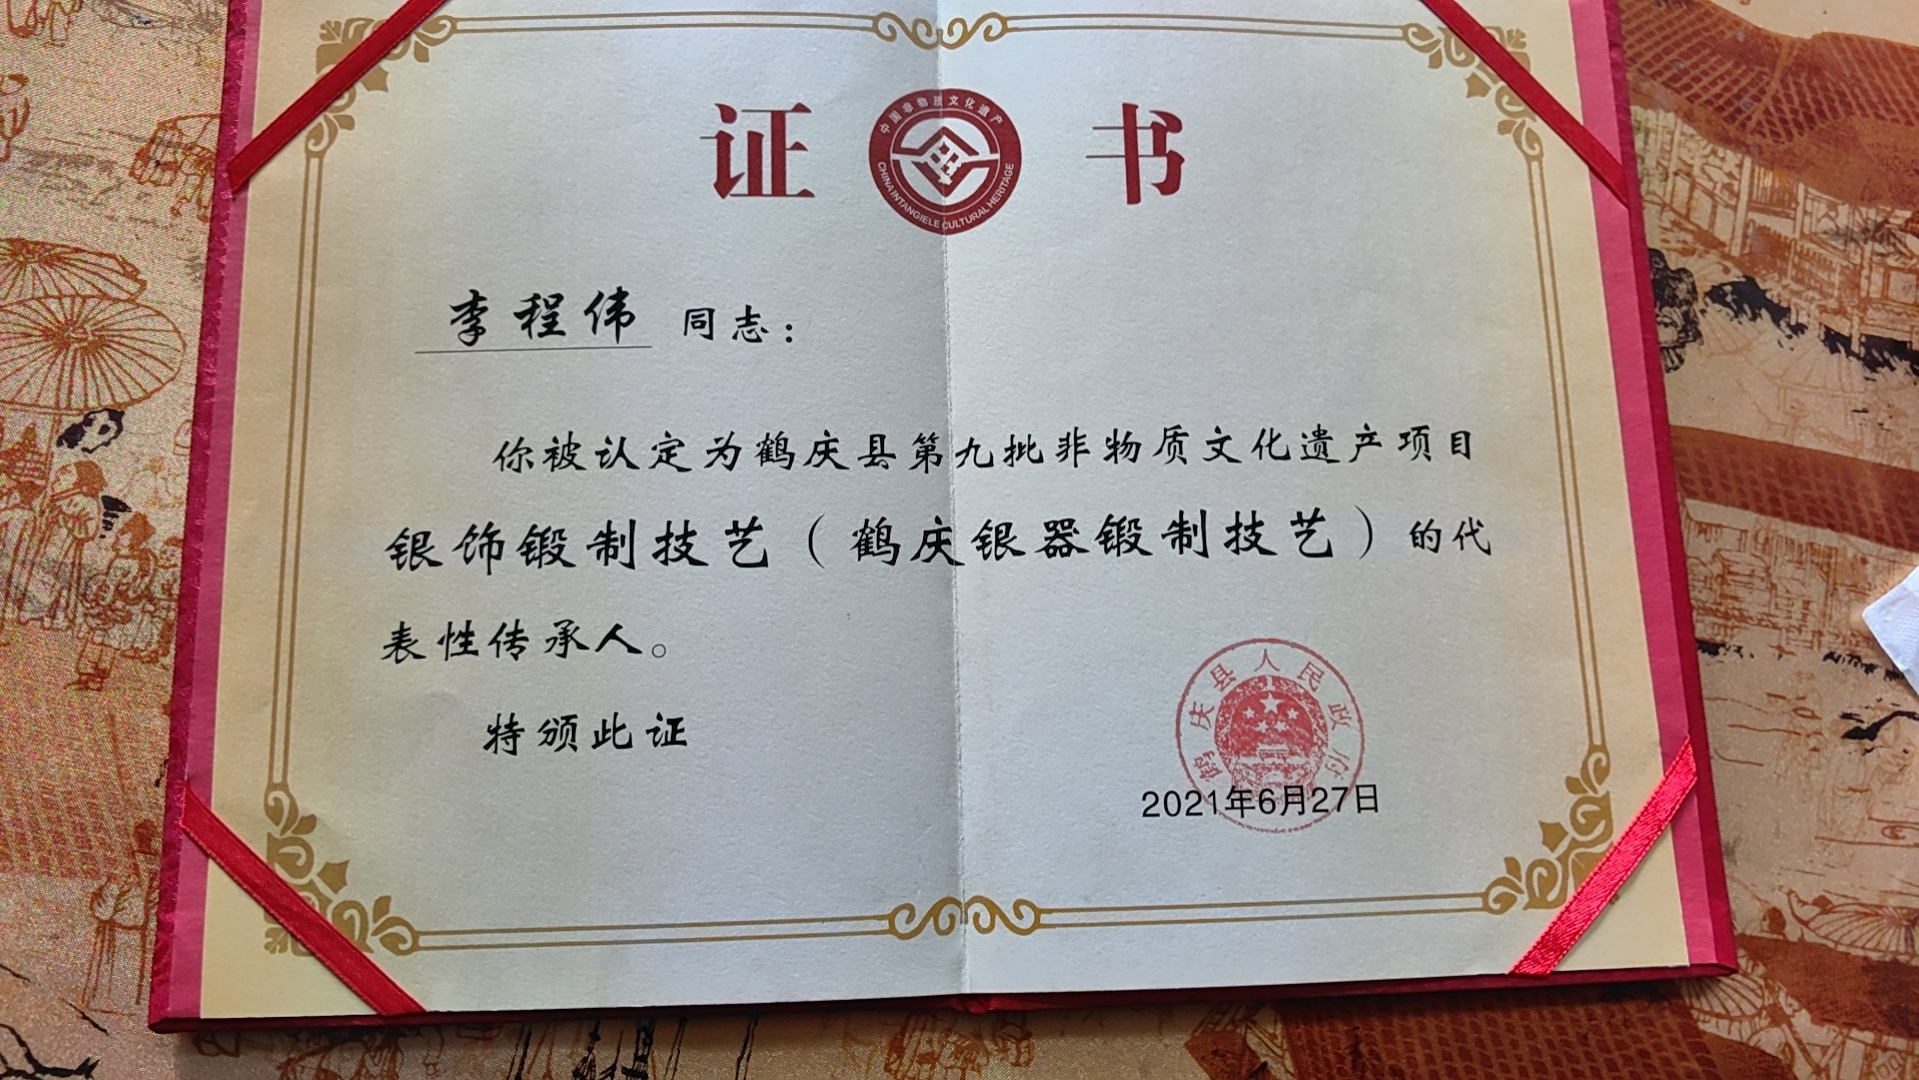 证 书
中国非物质文化遗产
CHINA INTANGIELE CULTURAL HERITAGE
李程伟 同志：
你被认定为鹤庆县第九批非物质文化遗产项目
银饰锻制技艺（鹤庆银器锻制技艺）的代
表性传承人。
特颁此证
鹤庆县人民政府
2021年6月27日